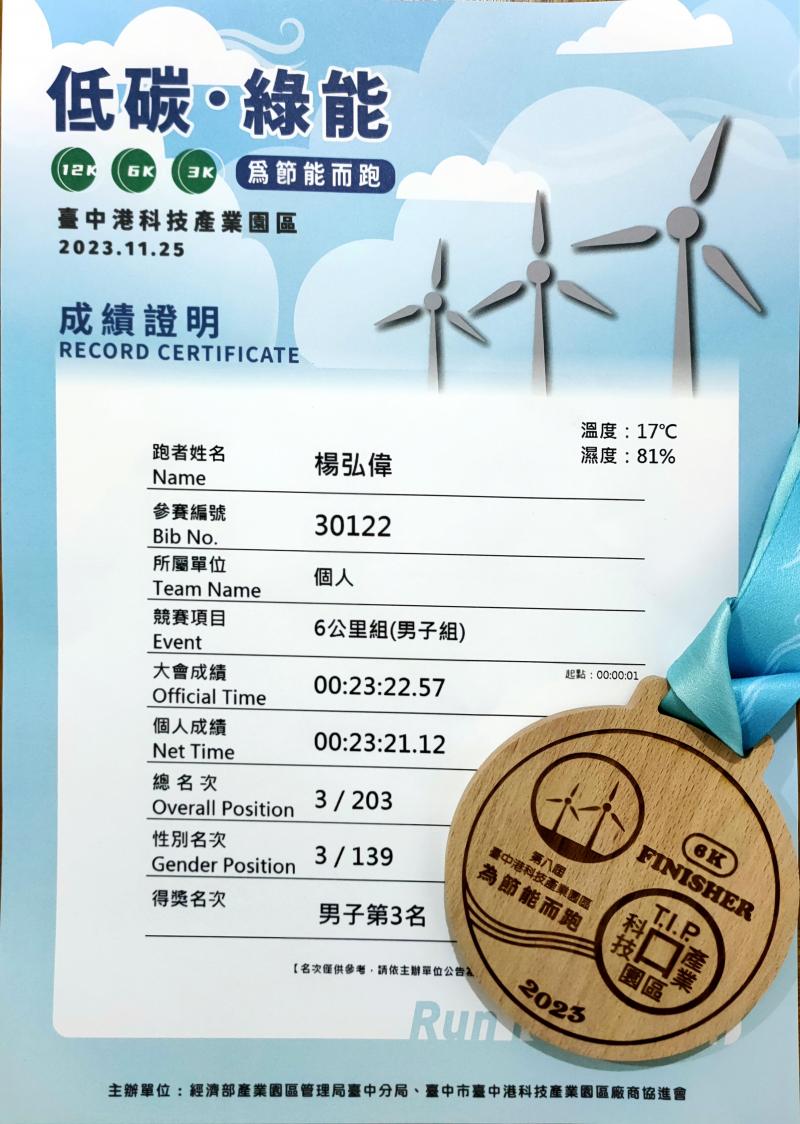 低碳·綠能
12K 6K 3K 為節能而跑
臺中港科技產業園區
2023.11.25
成績證明
RECORD CERTIFICATE
溫度：17℃
濕度：81%
跑者姓名
Name
楊弘偉
參賽編號
Bib No.
30122
所屬單位
Team Name
個人
競賽項目
Event
6公里組(男子組)
起點：00:00:01
大會成績
Official Time
00:23:22.57
個人成績
Net Time
00:23:21.12
總名次
Overall Position
3 / 203
性別名次
Gender Position
3 / 139
得獎名次
男子第3名
【名次僅供參考，請依主辦單位公告為
Run
主辦單位：經濟部產業園區管理局臺中分局、臺中市臺中港科技產業園區廠商協進會
6K
FINISHER
第八屆
臺中港科技產業園區
為節能而跑
T.I.P
科技
產業
園區
2023